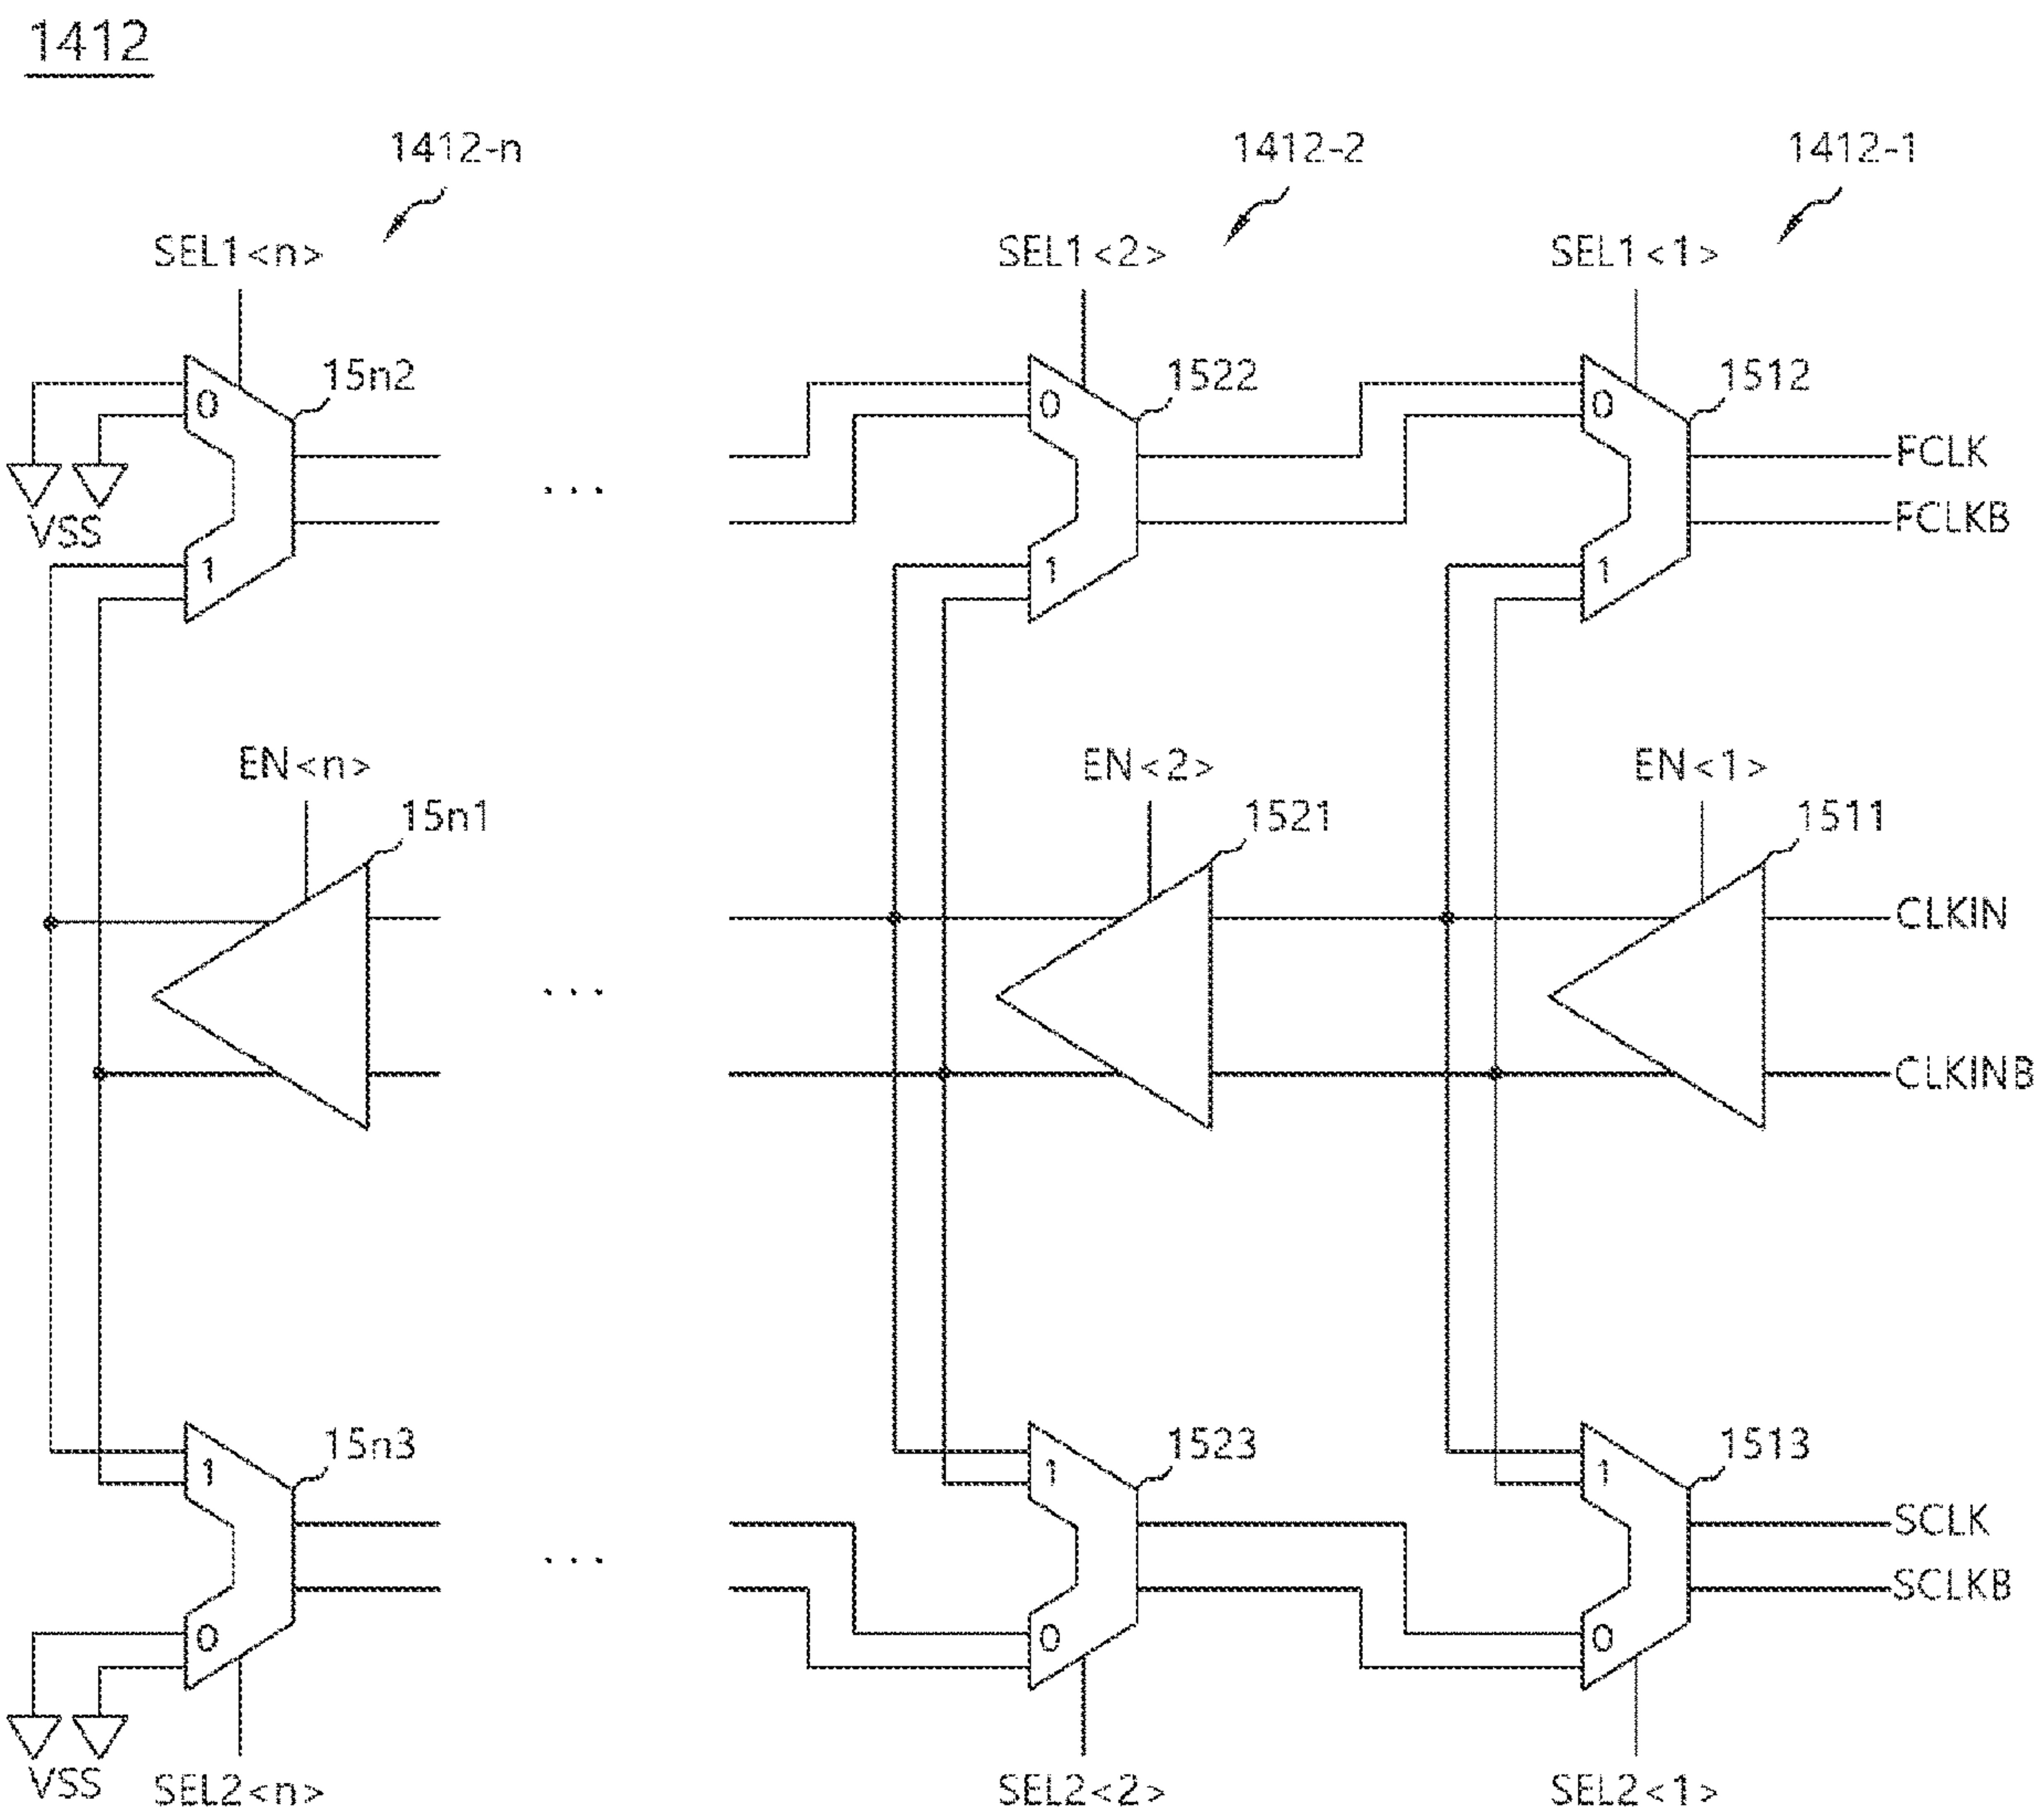 1412
1412-n 1412-2 1412-1
SEL1<n> SEL1<2> SEL1<1>
15n2 1522 1512
0 0 0
FCLK
VSS FCLKB
1 1 1
EN<n> EN<2> EN<1>
15n1 1521 1511
CLKIN
...
...
CLKINB
15n3 1523 1513
1 1 1
SCLK
...
SCLKB
0 0 0
VSS SEL2<n> SEL2<2> SEL2<1>